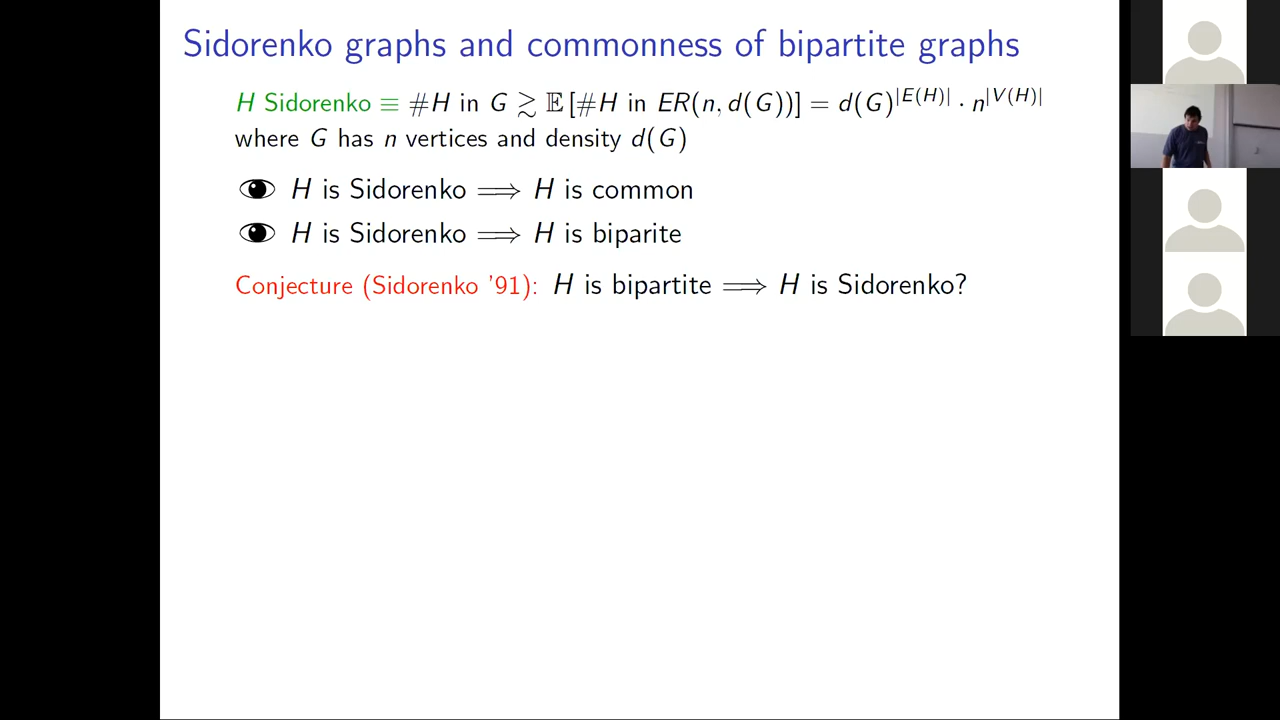 Sidorenko graphs and commonness of bipartite graphs
H Sidorenko ≡ #H in G ≳ 𝔼 [#H in ER(n, d(G))] = d(G)^{|E(H)|} · n^{|V(H)|}
where G has n vertices and density d(G)
H is Sidorenko ⟹ H is common
H is Sidorenko ⟹ H is biparite
Conjecture (Sidorenko '91): H is bipartite ⟹ H is Sidorenko?